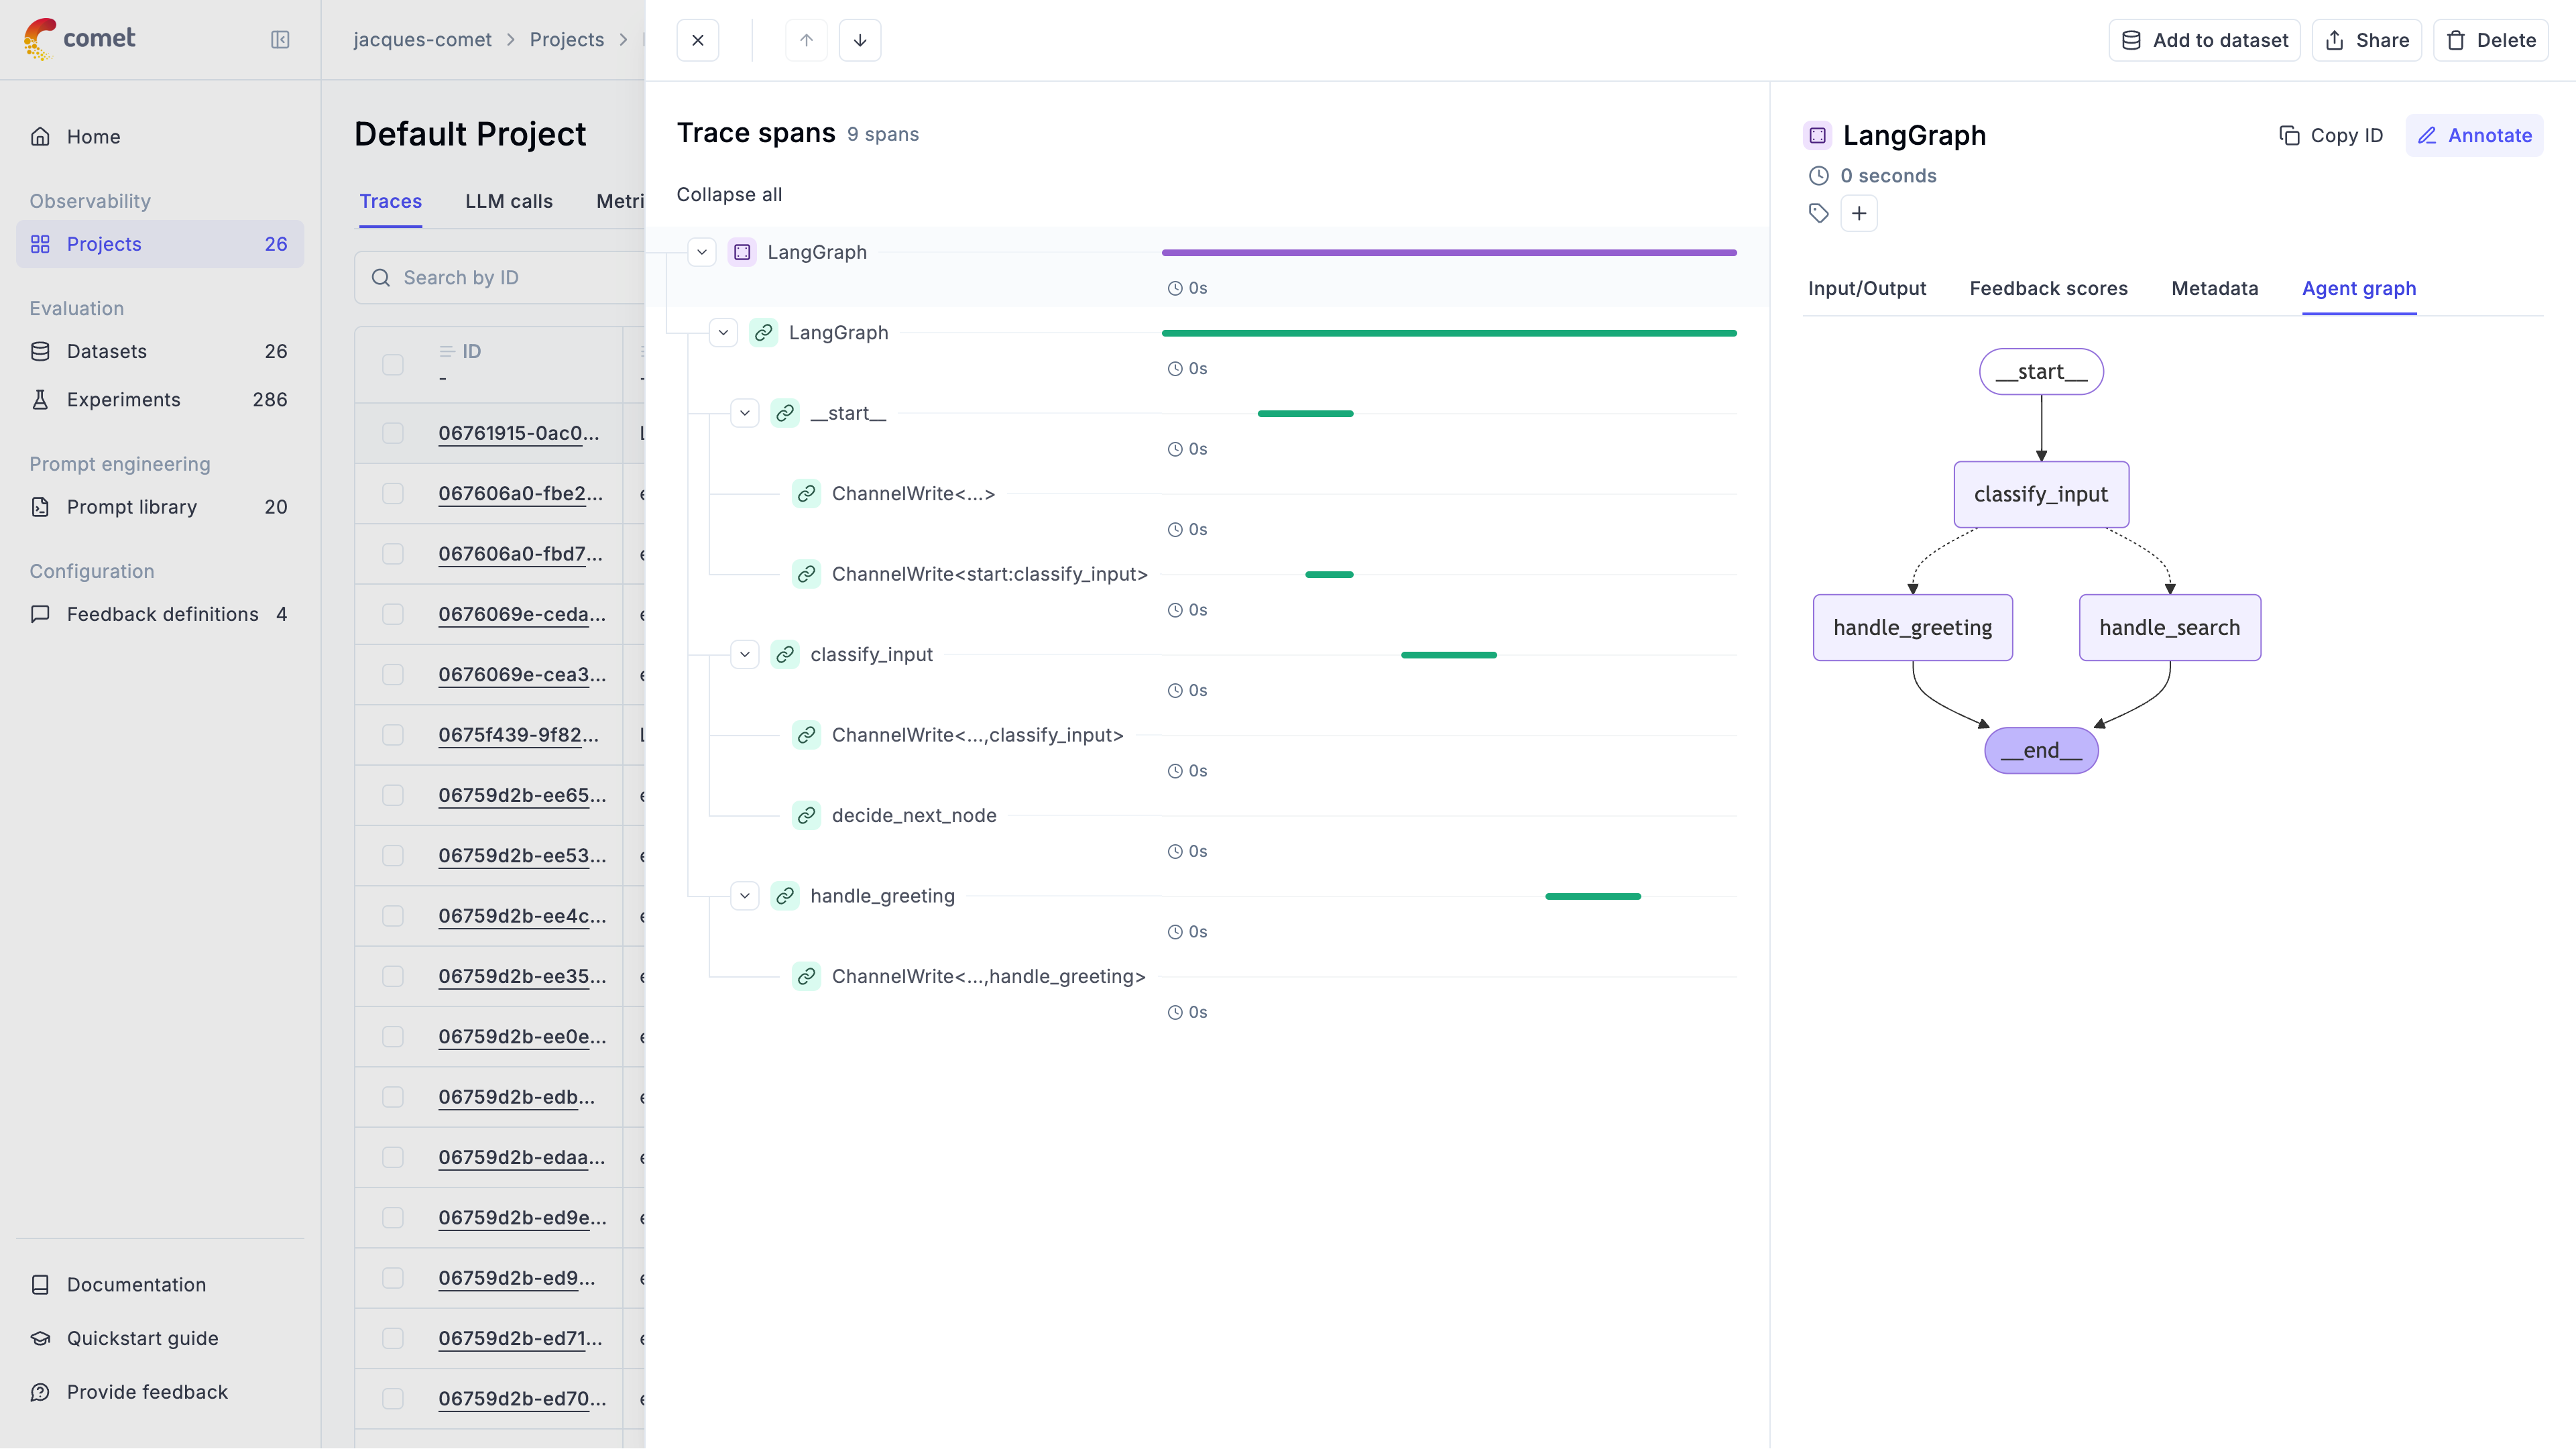 comet
Home
Observability
Projects 26
Evaluation
Datasets 26
Experiments 286
Prompt engineering
Prompt library 20
Configuration
Feedback definitions 4
Documentation
Quickstart guide
Provide feedback
jacques-comet > Projects >
Default Project
Traces LLM calls Metri
Search by ID
ID
-
06761915-0ac0...
067606a0-fbe2...
067606a0-fbd7...
0676069e-ceda...
0676069e-cea3...
0675f439-9f82...
06759d2b-ee65...
06759d2b-ee53...
06759d2b-ee4c...
06759d2b-ee35...
06759d2b-ee0e...
06759d2b-edb...
06759d2b-edaa...
06759d2b-ed9e...
06759d2b-ed9...
06759d2b-ed71...
06759d2b-ed70...
Add to dataset Share Delete
Trace spans 9 spans
Collapse all
LangGraph
0s
LangGraph
0s
__start__
0s
ChannelWrite<...>
0s
ChannelWrite<start:classify_input>
0s
classify_input
0s
ChannelWrite<...,classify_input>
0s
decide_next_node
0s
handle_greeting
0s
ChannelWrite<...,handle_greeting>
0s
LangGraph Copy ID Annotate
0 seconds
Input/Output Feedback scores Metadata Agent graph
__start__
classify_input
handle_greeting handle_search
__end__